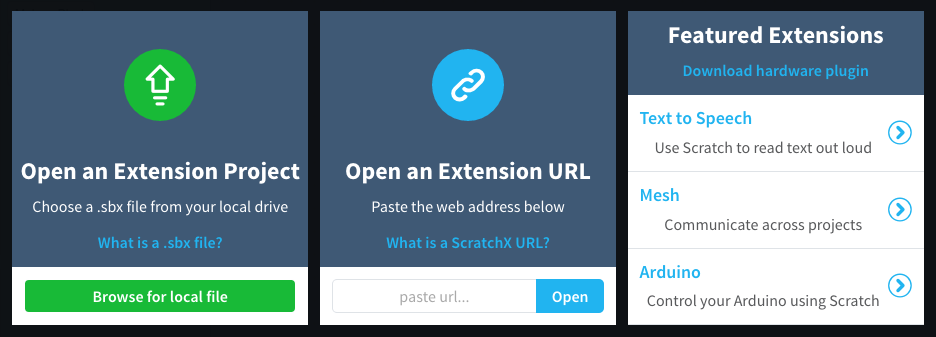 Open an Extension Project
Choose a .sbx file from your local drive
What is a .sbx file?
Browse for local file
Open an Extension URL
Paste the web address below
What is a ScratchX URL?
paste url...
Open
Featured Extensions
Download hardware plugin
Text to Speech
Use Scratch to read text out loud
Mesh
Communicate across projects
Arduino
Control your Arduino using Scratch